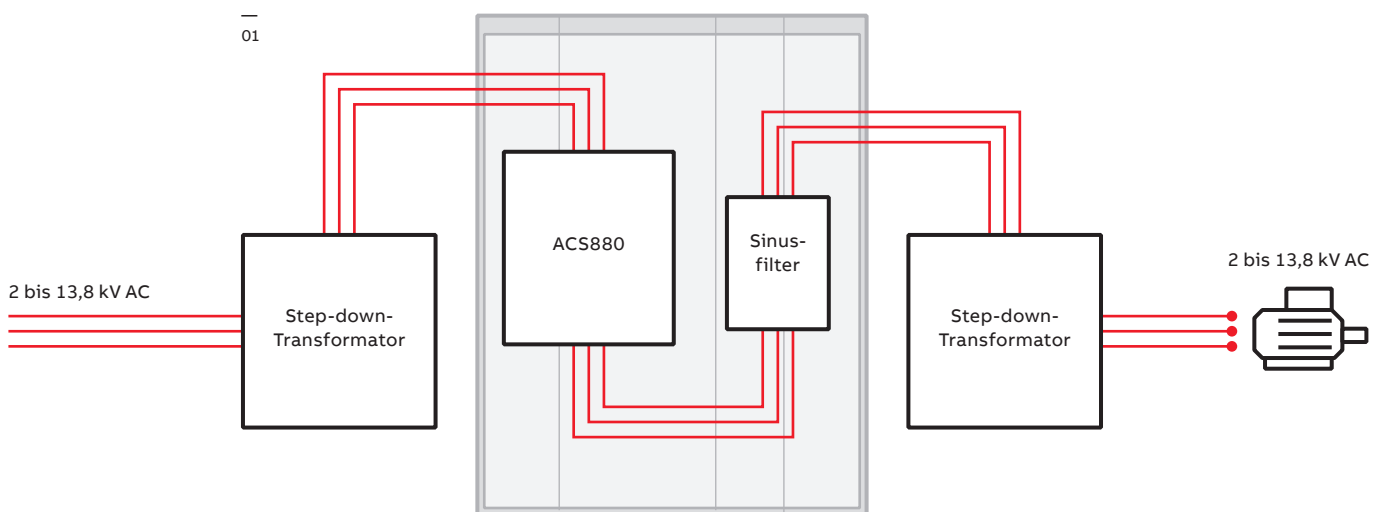 01
2 bis 13,8 kV AC
Step-down-
Transformator
ACS880
Sinus-
filter
Step-down-
Transformator
2 bis 13,8 kV AC